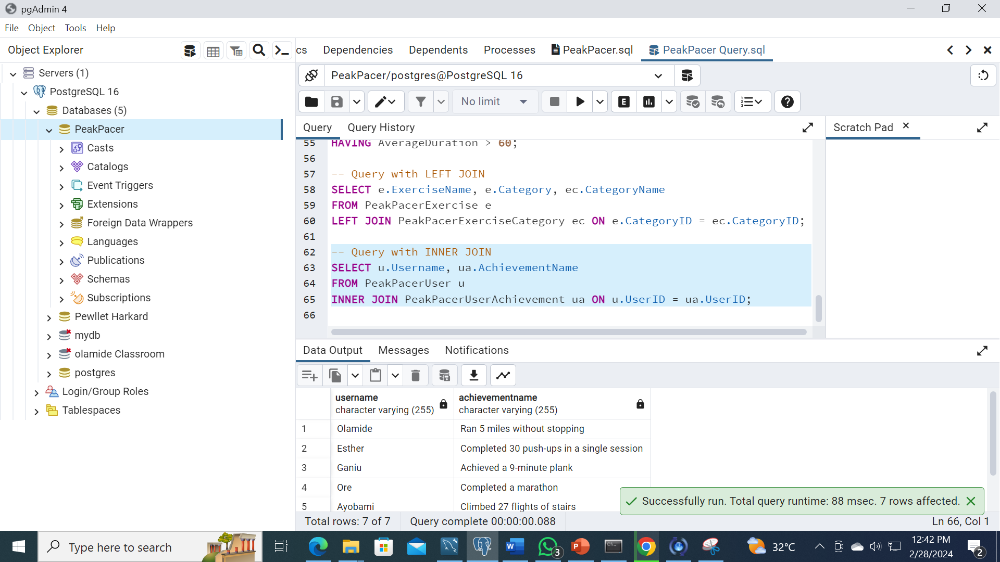 pgAdmin 4
File Object Tools Help
Object Explorer
cs Dependencies Dependents Processes PeakPacer.sql PeakPacer Query.sql
Servers (1)
PostgreSQL 16
Databases (5)
PeakPacer
Casts
Catalogs
Event Triggers
Extensions
Foreign Data Wrappers
Languages
Publications
Schemas
Subscriptions
Pewllet Harkard
mydb
olamide Classroom
postgres
Login/Group Roles
Tablespaces
PeakPacer/postgres@PostgreSQL 16
No limit
E
Query Query History
Scratch Pad
55 HAVING AverageDuration > 60;
56
57 -- Query with LEFT JOIN
58 SELECT e.ExerciseName, e.Category, ec.CategoryName
59 FROM PeakPacerExercise e
60 LEFT JOIN PeakPacerExerciseCategory ec ON e.CategoryID = ec.CategoryID;
61
62 -- Query with INNER JOIN
63 SELECT u.Username, ua.AchievementName
64 FROM PeakPacerUser u
65 INNER JOIN PeakPacerUserAchievement ua ON u.UserID = ua.UserID;
66
Data Output Messages Notifications
username achievementname
character varying (255) character varying (255)
1 Olamide Ran 5 miles without stopping
2 Esther Completed 30 push-ups in a single session
3 Ganiu Achieved a 9-minute plank
4 Ore Completed a marathon
5 Ayobami Climbed 27 flights of stairs
Successfully run. Total query runtime: 88 msec. 7 rows affected.
Total rows: 7 of 7 Query complete 00:00:00.088 Ln 66, Col 1
Type here to search
W
3
P
32°C
12:42 PM
2/28/2024
2